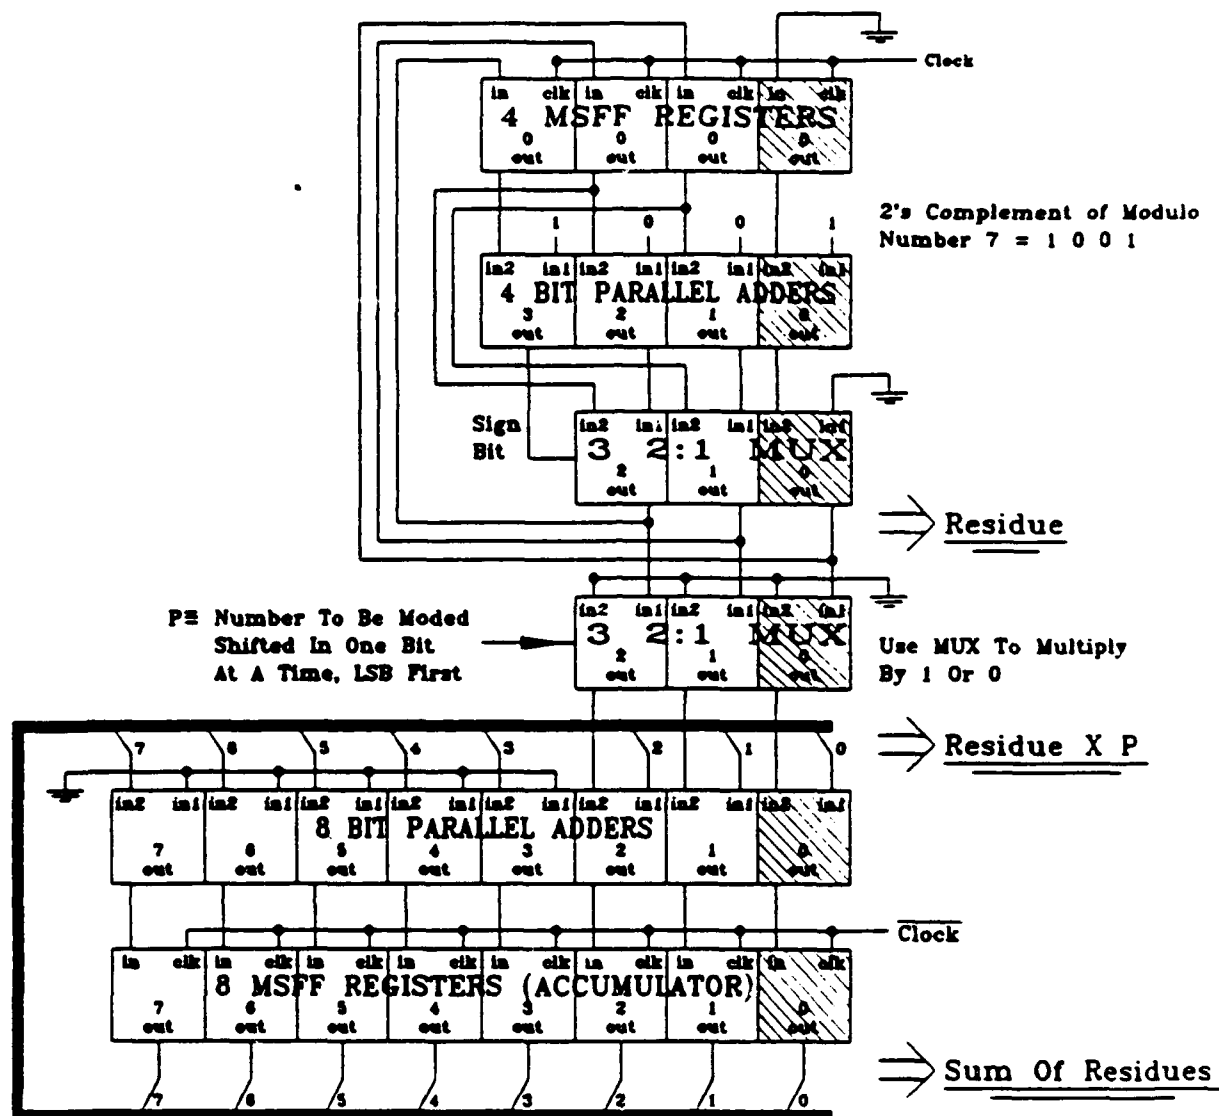 Clock
in clk in clk in clk in clk
4 MSFF REGISTERS
0 0 0 0
out out out out
2's Complement of Modulo
Number 7 = 1 0 0 1
1 0 0 1
in2 in1 in2 in1 in2 in1 in2 in1
4 BIT PARALLEL ADDERS
3 2 1 0
out out out out
Sign
Bit
in2 in1 in2 in1 in2 in1
3 2:1 MUX
2 1 0
out out out
Residue
P≡ Number To Be Moded
Shifted In One Bit
At A Time, LSB First
in2 in1 in2 in1 in2 in1
3 2:1 MUX
2 1 0
out out out
Use MUX To Multiply
By 1 Or 0
7 6 5 4 3 2 1 0
Residue X P
in2 in1 in2 in1 in2 in1 in2 in1 in2 in1 in2 in1 in2 in1 in2 in1
8 BIT PARALLEL ADDERS
7 6 5 4 3 2 1 0
out out out out out out out out
Clock
in clk in clk in clk in clk in clk in clk in clk in clk
8 MSFF REGISTERS (ACCUMULATOR)
7 6 5 4 3 2 1 0
out out out out out out out out
Sum Of Residues
7 6 5 4 3 2 1 0